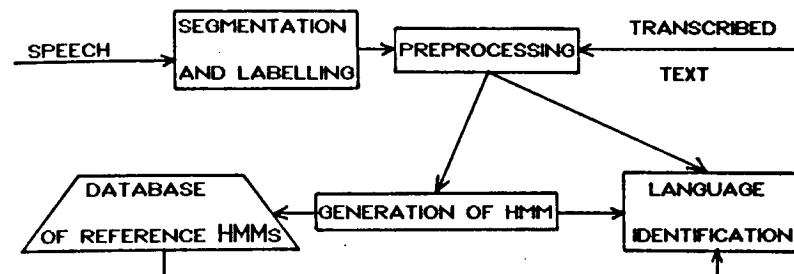 SEGMENTATION
AND LABELLING
SPEECH
PREPROCESSING
TRANSCRIBED
TEXT
DATABASE
OF REFERENCE HMMs
GENERATION OF HMM
LANGUAGE
IDENTIFICATION